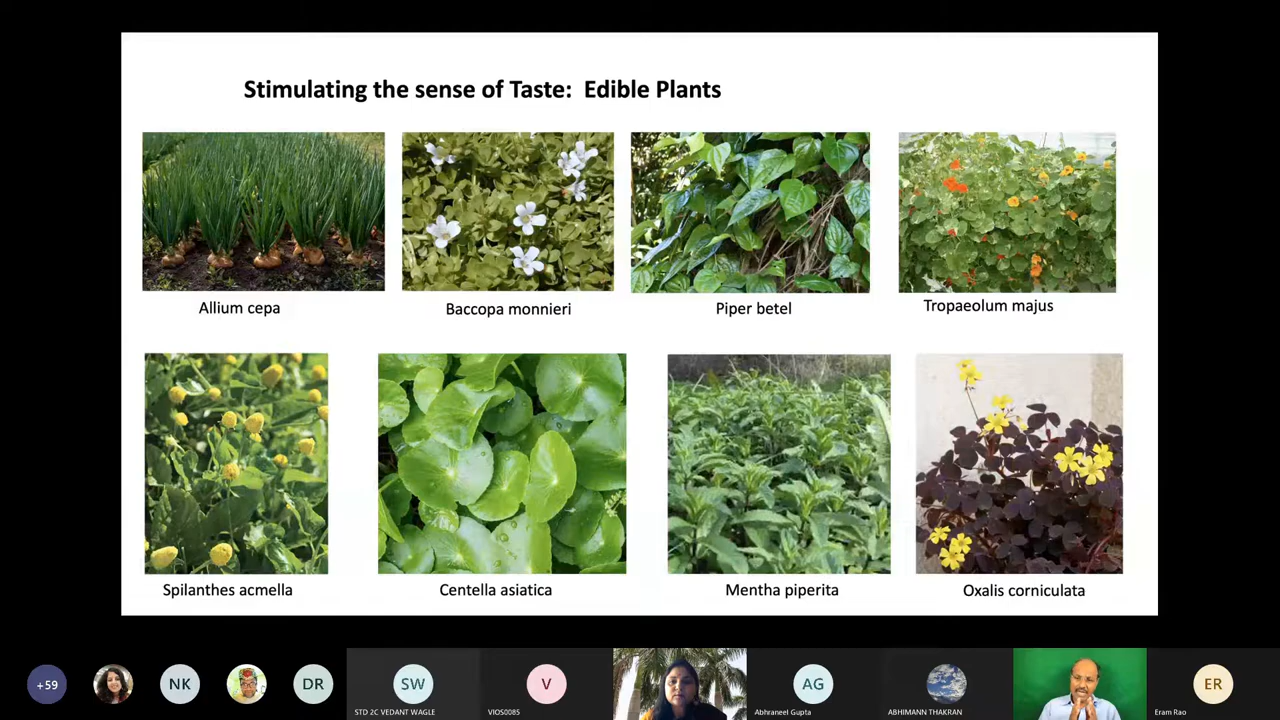 Stimulating the sense of Taste:  Edible Plants
Allium cepa
Baccopa monnieri
Piper betel
Tropaeolum majus
Spilanthes acmella
Centella asiatica
Mentha piperita
Oxalis corniculata
+59
NK
DR
SW
V
AG
ER
STD 2C VEDANT WAGLE
VIOS0085
Abhraneel Gupta
ABHIMANN THAKRAN
Eram Rao